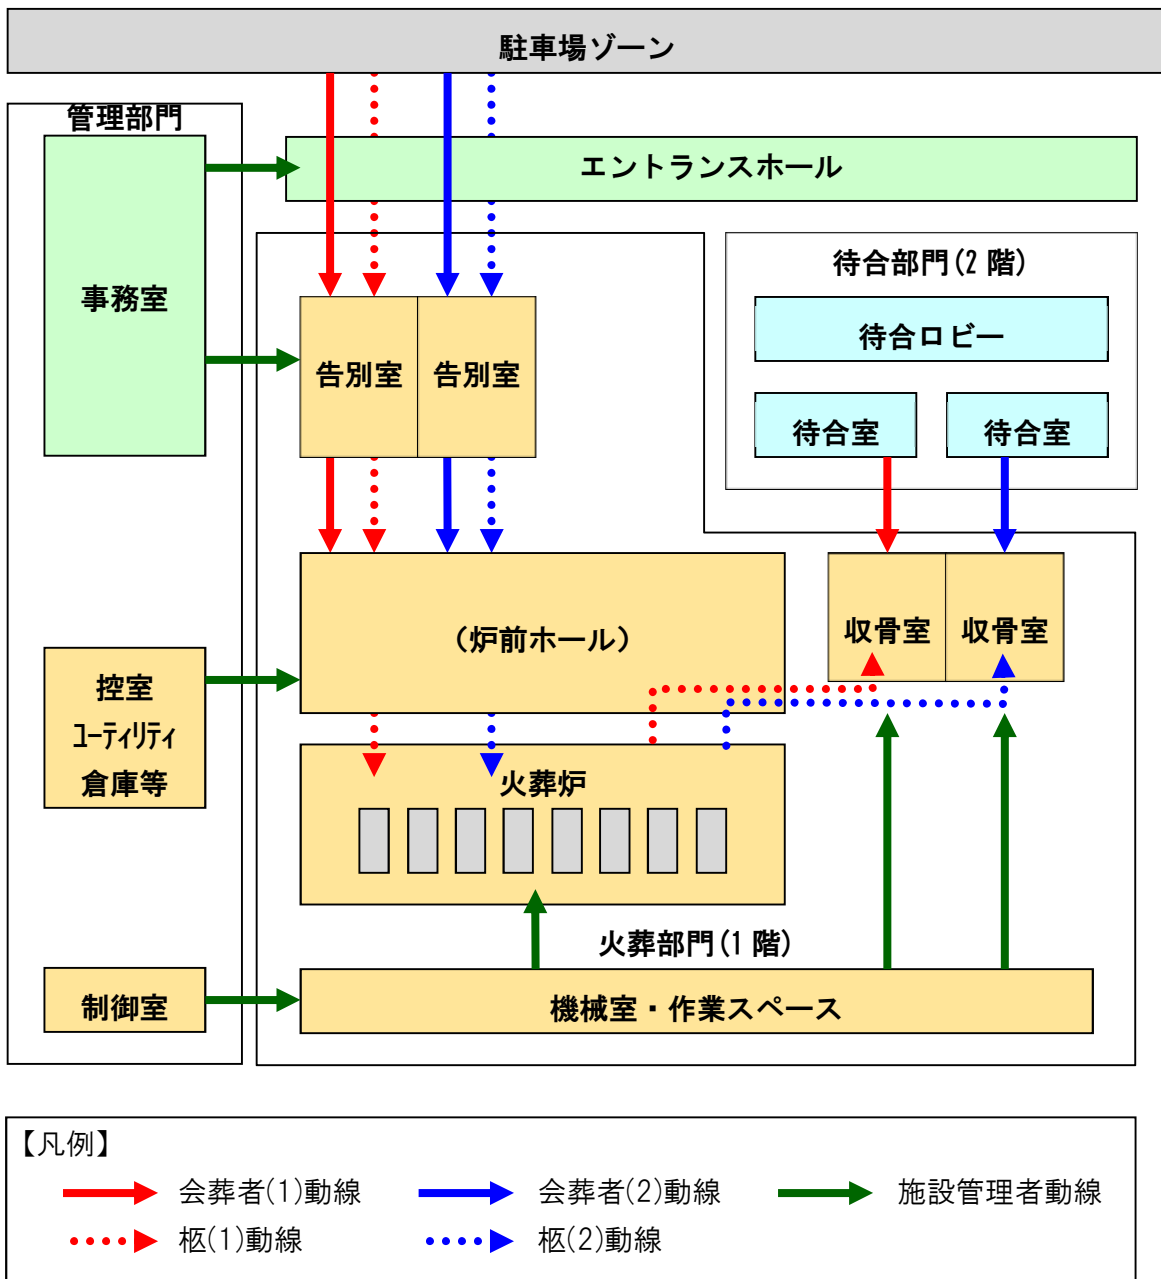 駐車場ゾーン
管理部門
エントランスホール
事務室
待合部門(2 階)
待合ロビー
告別室
告別室
待合室
待合室
(炉前ホール)
収骨室
収骨室
控室
ユーティリティ
倉庫等
火葬炉
火葬部門(1 階)
制御室
機械室・作業スペース
【凡例】
会葬者(1)動線
会葬者(2)動線
施設管理者動線
柩(1)動線
柩(2)動線